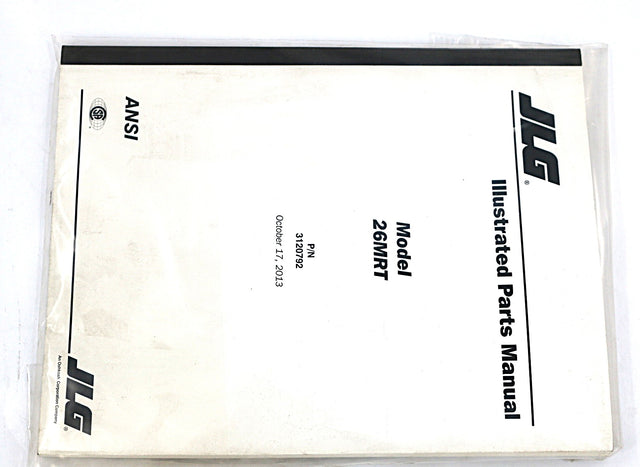 JLG®
Illustrated Parts Manual
Model
26MRT
P/N
3120792
October 17, 2013
ANSI
JLG®
An Oshkosh Corporation Company